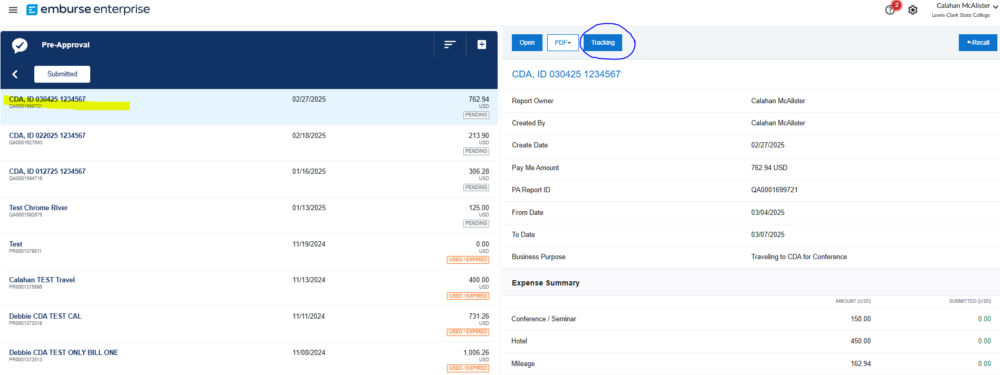 emburse enterprise
2
Calahan McAlister
Lewis-Clark State College
Pre-Approval
Submitted
CDA, ID 030425 1234567 02/27/2025 762.94
QA0001699721 USD
PENDING
CDA, ID 022025 1234567 02/18/2025 213.90
QA0001627643 USD
PENDING
CDA, ID 012725 1234567 01/16/2025 306.28
QA0001594716 USD
PENDING
Test Chrome River 01/13/2025 125.00
QA0001592670 USD
PENDING
Test 11/19/2024 0.00
PR0001379811 USD
USED / EXPIRED
Calahan TEST Travel 11/13/2024 400.00
PR0001375896 USD
USED / EXPIRED
Debbie CDA TEST CAL 11/11/2024 731.26
PR0001373319 USD
USED / EXPIRED
Debbie CDA TEST ONLY BILL ONE 11/08/2024 1,006.26
PR0001372513 USD
USED / EXPIRED
Open PDF Tracking Recall
CDA, ID 030425 1234567
Report Owner Calahan McAlister
Created By Calahan McAlister
Create Date 02/27/2025
Pay Me Amount 762.94 USD
PA Report ID QA0001699721
From Date 03/04/2025
To Date 03/07/2025
Business Purpose Traveling to CDA for Conference
Expense Summary
AMOUNT (USD) SUBMITTED (USD)
Conference / Seminar 150.00 0.00
Hotel 450.00 0.00
Mileage 162.94 0.00